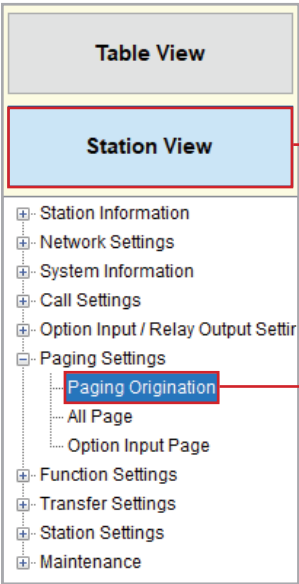 Table View
Station View
Station Information
Network Settings
System Information
Call Settings
Option Input / Relay Output Settir
Paging Settings
Paging Origination
All Page
Option Input Page
Function Settings
Transfer Settings
Station Settings
Maintenance